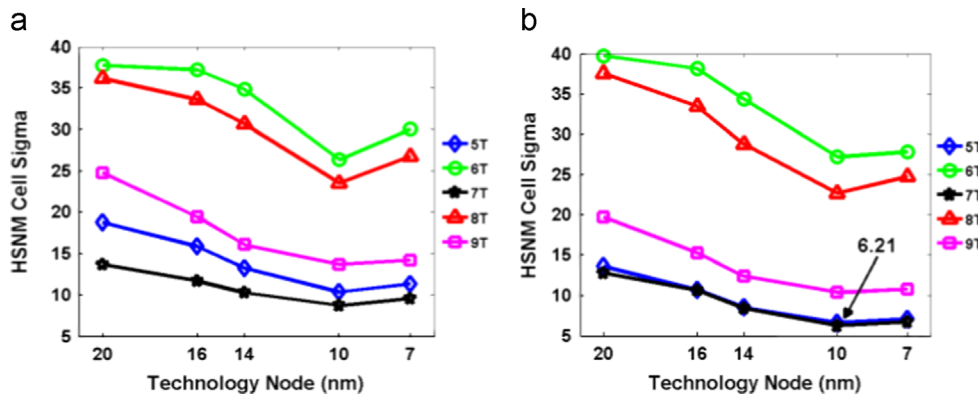 a
HSNM Cell Sigma
40
35
30
25
20
15
10
5
20 16 14 10 7
Technology Node (nm)
5T
6T
7T
8T
9T
b
HSNM Cell Sigma
40
35
30
25
20
15
10
5
20 16 14 10 7
Technology Node (nm)
6.21
5T
6T
7T
8T
9T